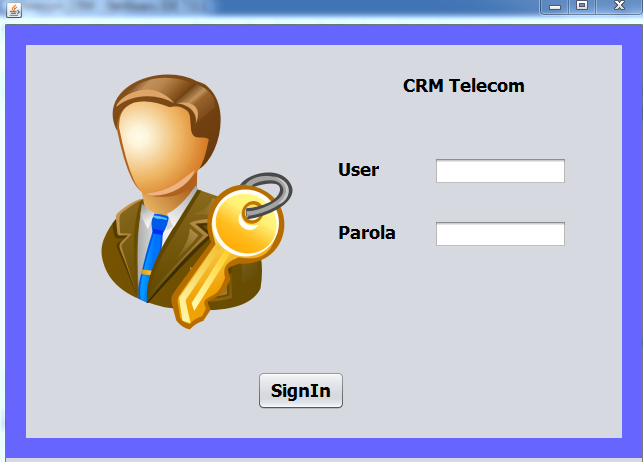 CRM Telecom
User
Parola
SignIn